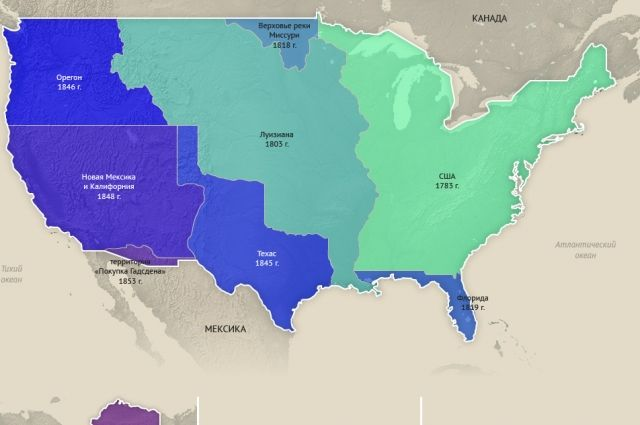 КАНАДА
Верховье реки
Миссури
1818 г.
Орегон
1846 г.
Луизиана
1803 г.
США
1783 г.
Новая Мексика
и Калифорния
1848 г.
Атлантический
океан
Тихий
океан
Техас
1845 г.
территория
«Покупка Гадсдена»
1853 г.
Флорида
1819 г.
МЕКСИКА